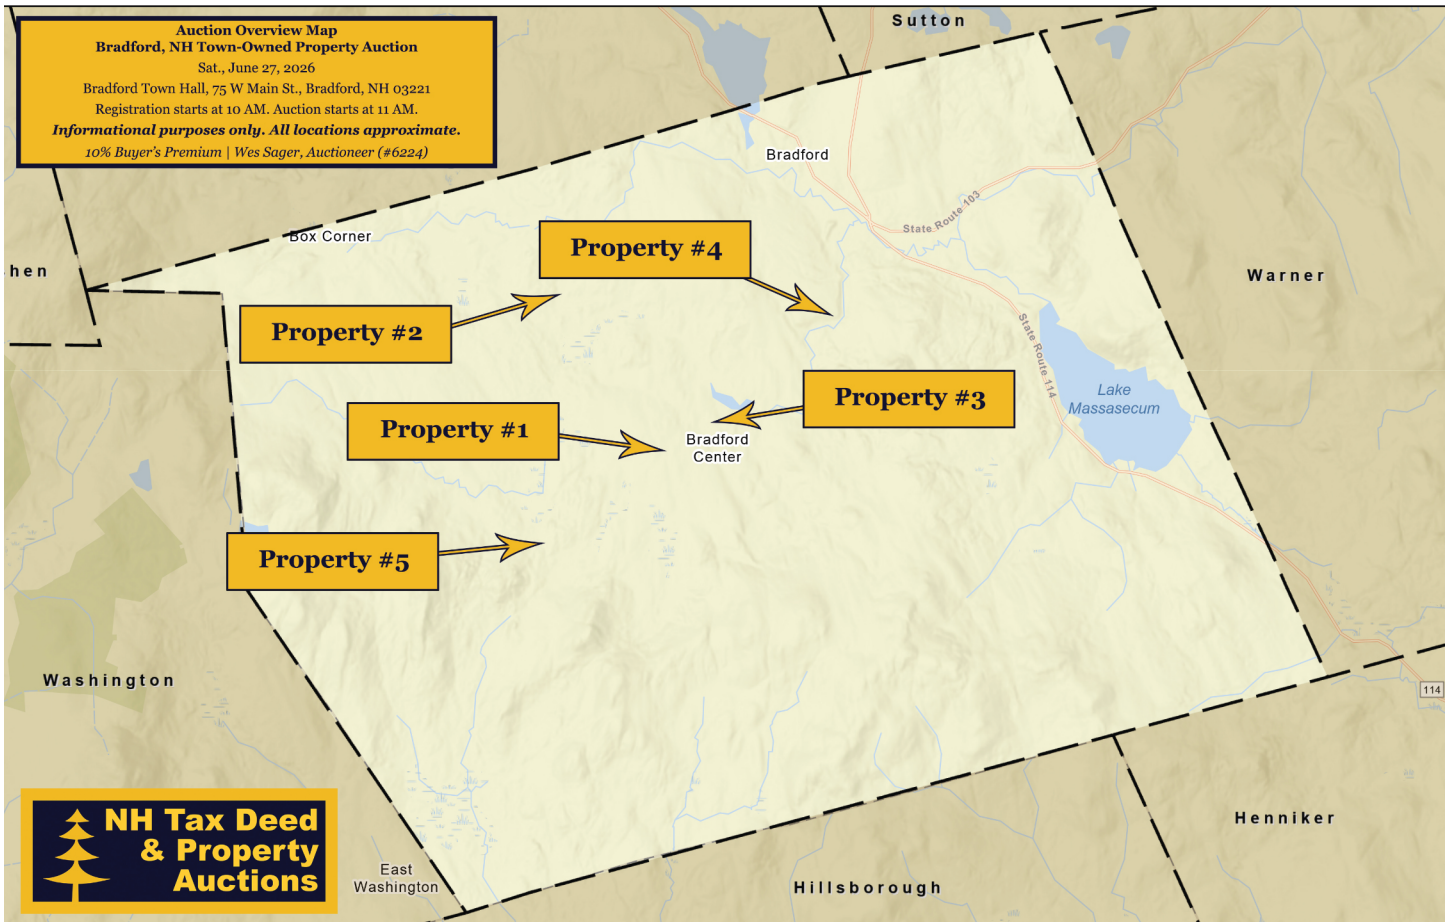 Auction Overview Map
Bradford, NH Town-Owned Property Auction
Sat., June 27, 2026
Bradford Town Hall, 75 W Main St., Bradford, NH 03221
Registration starts at 10 AM. Auction starts at 11 AM.
Informational purposes only. All locations approximate.
10% Buyer's Premium | Wes Sager, Auctioneer (#6224)
Sutton
Bradford
State Route 103
Box Corner
hen
Property #4
Warner
Property #2
State Route 114
Lake
Massasecum
Property #3
Property #1
Bradford
Center
Property #5
Washington
114
NH Tax Deed
& Property
Auctions
East
Washington
Hillsborough
Henniker